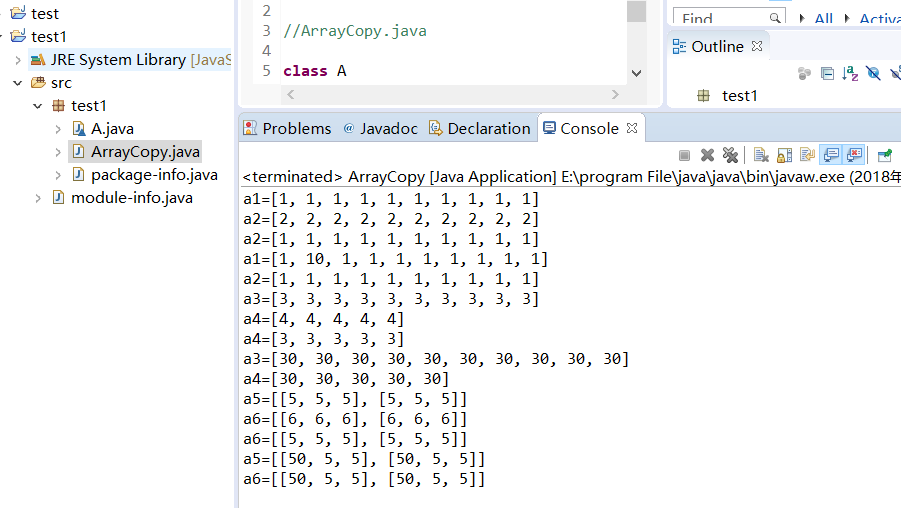 test
test1
JRE System Library [JavaS
src
test1
A.java
ArrayCopy.java
package-info.java
module-info.java
2
3 //ArrayCopy.java
4
5 class A
Find
All
Activa
Outline
test1
Problems @ Javadoc Declaration Console
<terminated> ArrayCopy [Java Application] E:\program File\java\java\bin\javaw.exe (2018年
a1=[1, 1, 1, 1, 1, 1, 1, 1, 1, 1]
a2=[2, 2, 2, 2, 2, 2, 2, 2, 2, 2]
a2=[1, 1, 1, 1, 1, 1, 1, 1, 1, 1]
a1=[1, 10, 1, 1, 1, 1, 1, 1, 1, 1]
a2=[1, 1, 1, 1, 1, 1, 1, 1, 1, 1]
a3=[3, 3, 3, 3, 3, 3, 3, 3, 3, 3]
a4=[4, 4, 4, 4, 4]
a4=[3, 3, 3, 3, 3]
a3=[30, 30, 30, 30, 30, 30, 30, 30, 30, 30]
a4=[30, 30, 30, 30, 30]
a5=[[5, 5, 5], [5, 5, 5]]
a6=[[6, 6, 6], [6, 6, 6]]
a6=[[5, 5, 5], [5, 5, 5]]
a5=[[50, 5, 5], [50, 5, 5]]
a6=[[50, 5, 5], [50, 5, 5]]